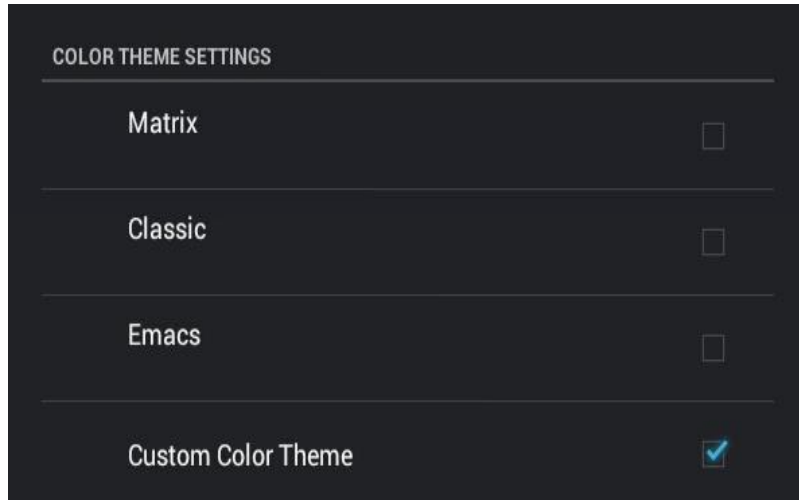 COLOR THEME SETTINGS
Matrix
Classic
Emacs
Custom Color Theme